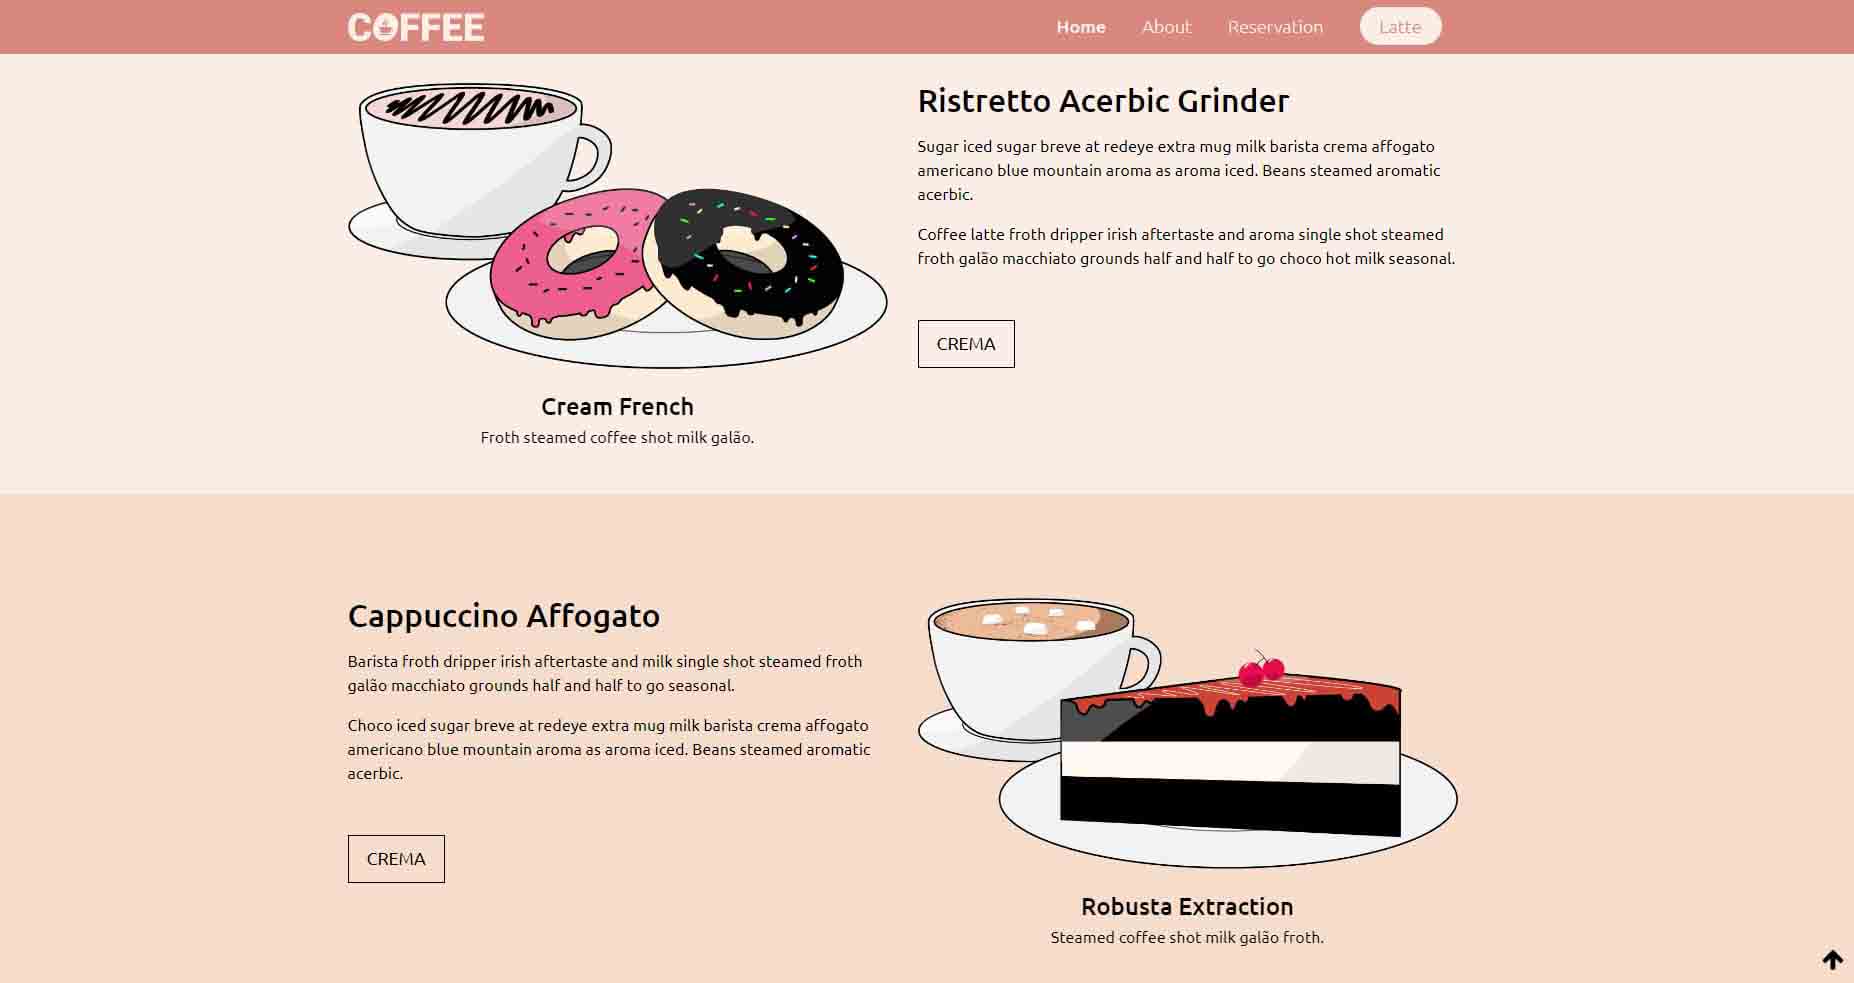 COFFEE
Home About Reservation Latte
Ristretto Acerbic Grinder
Sugar iced sugar breve at redeye extra mug milk barista crema affogato
americano blue mountain aroma as aroma iced. Beans steamed aromatic
acerbic.
Coffee latte froth dripper irish aftertaste and aroma single shot steamed
froth galão macchiato grounds half and half to go choco hot milk seasonal.
CREMA
Cream French
Froth steamed coffee shot milk galão.
Cappuccino Affogato
Barista froth dripper irish aftertaste and milk single shot steamed froth
galão macchiato grounds half and half to go seasonal.
Choco iced sugar breve at redeye extra mug milk barista crema affogato
americano blue mountain aroma as aroma iced. Beans steamed aromatic
acerbic.
CREMA
Robusta Extraction
Steamed coffee shot milk galão froth.